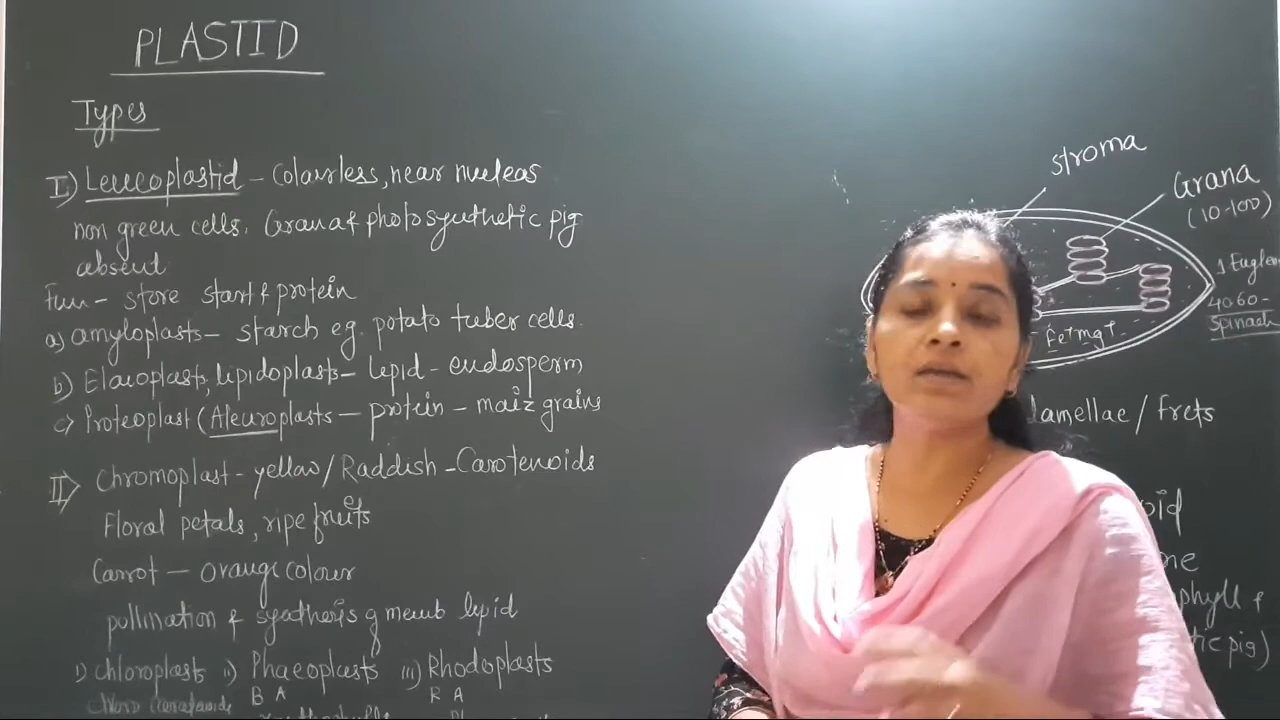 PLASTID
Types
I) Leucoplastid - Colourless, near nucleas
non green cells. Grana & photosynthetic pig
absent
Fun - store start & protein
a) amyloplasts - starch eg. potato tuber cells.
b) Elaioplasts, lipidoplasts - Lepid - endosperm
c) Proteoplast (Aleuroplasts - protein - maiz grains
II) Chromoplast - yellow/Raddish - Carotenoids
Floral petals, ripe fruits
Carrot - orange colour
pollination & synthesis of memb lipid
i) chloroplasts ii) Phaeoplasts iii) Rhodoplasts
B A R A
stroma
Grana
(10-100)
1 Euglen
40 60 -
Spinach
Fe+mg+
lamellae / frets
oid
ne
phyll &
tic pig)